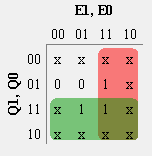 E1, E0
00 01 11 10
Q1, Q0
00 x x x x
01 0 0 1 x
11 x 1 1 x
10 x x x x